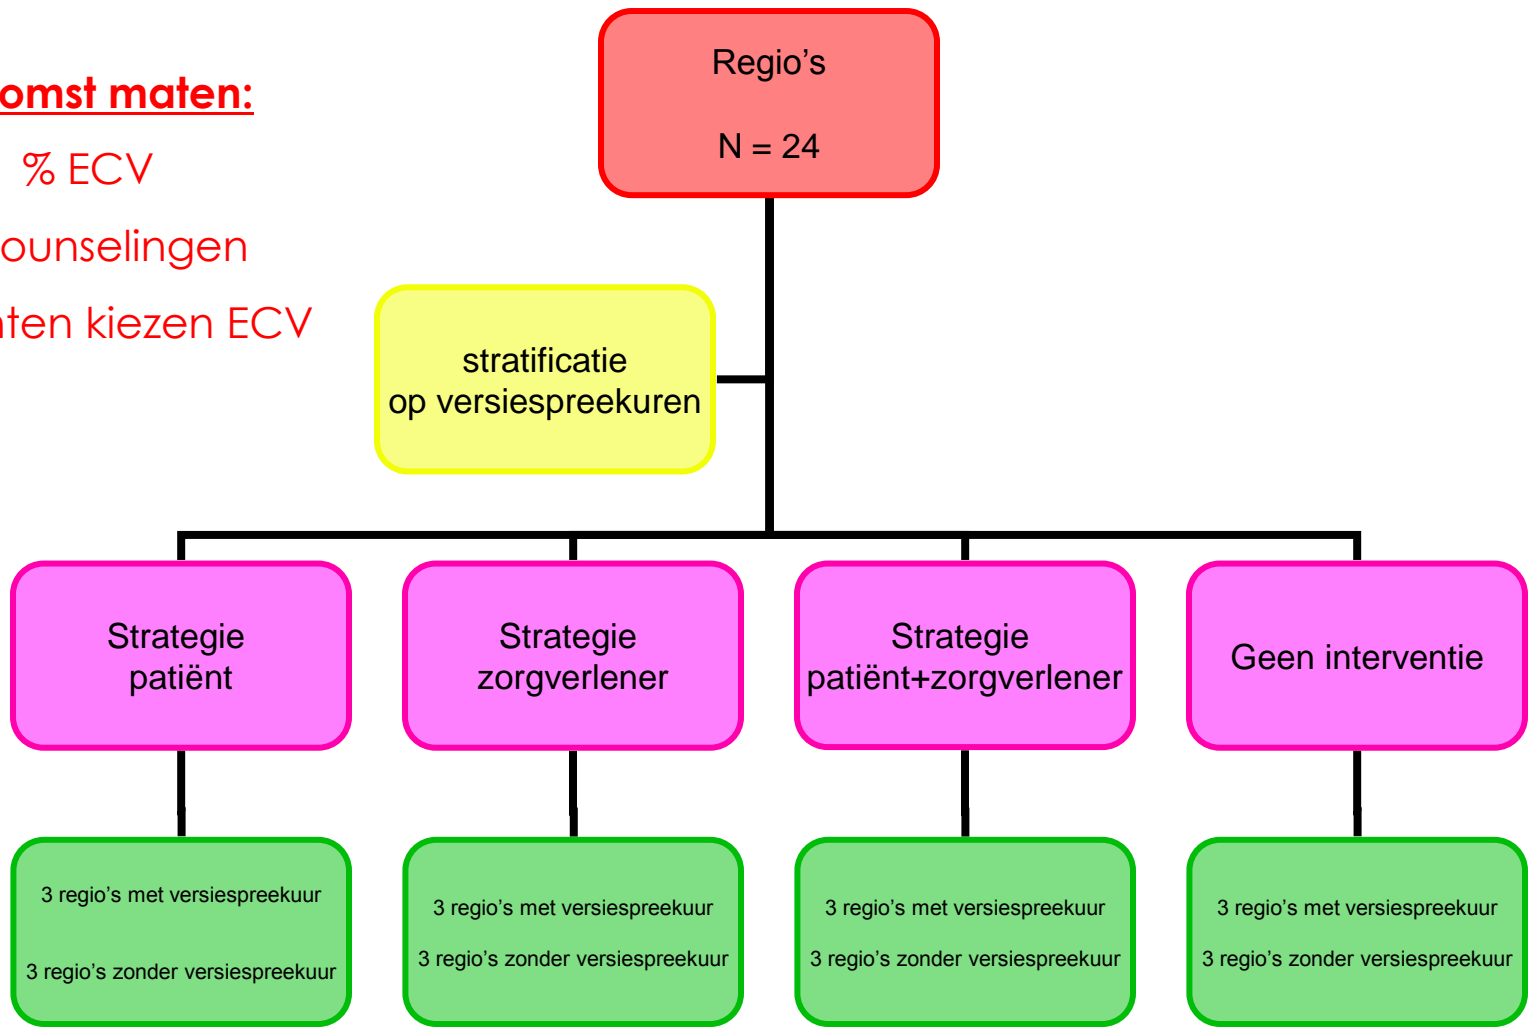 omst maten:
% ECV
ounselingen
nten kiezen ECV
Regio’s
N = 24
stratificatie
op versiespreekuren
Strategie
patiënt
Strategie
zorgverlener
Strategie
patiënt+zorgverlener
Geen interventie
3 regio’s met versiespreekuur
3 regio’s zonder versiespreekuur
3 regio’s met versiespreekuur
3 regio’s zonder versiespreekuur
3 regio’s met versiespreekuur
3 regio’s zonder versiespreekuur
3 regio’s met versiespreekuur
3 regio’s zonder versiespreekuur